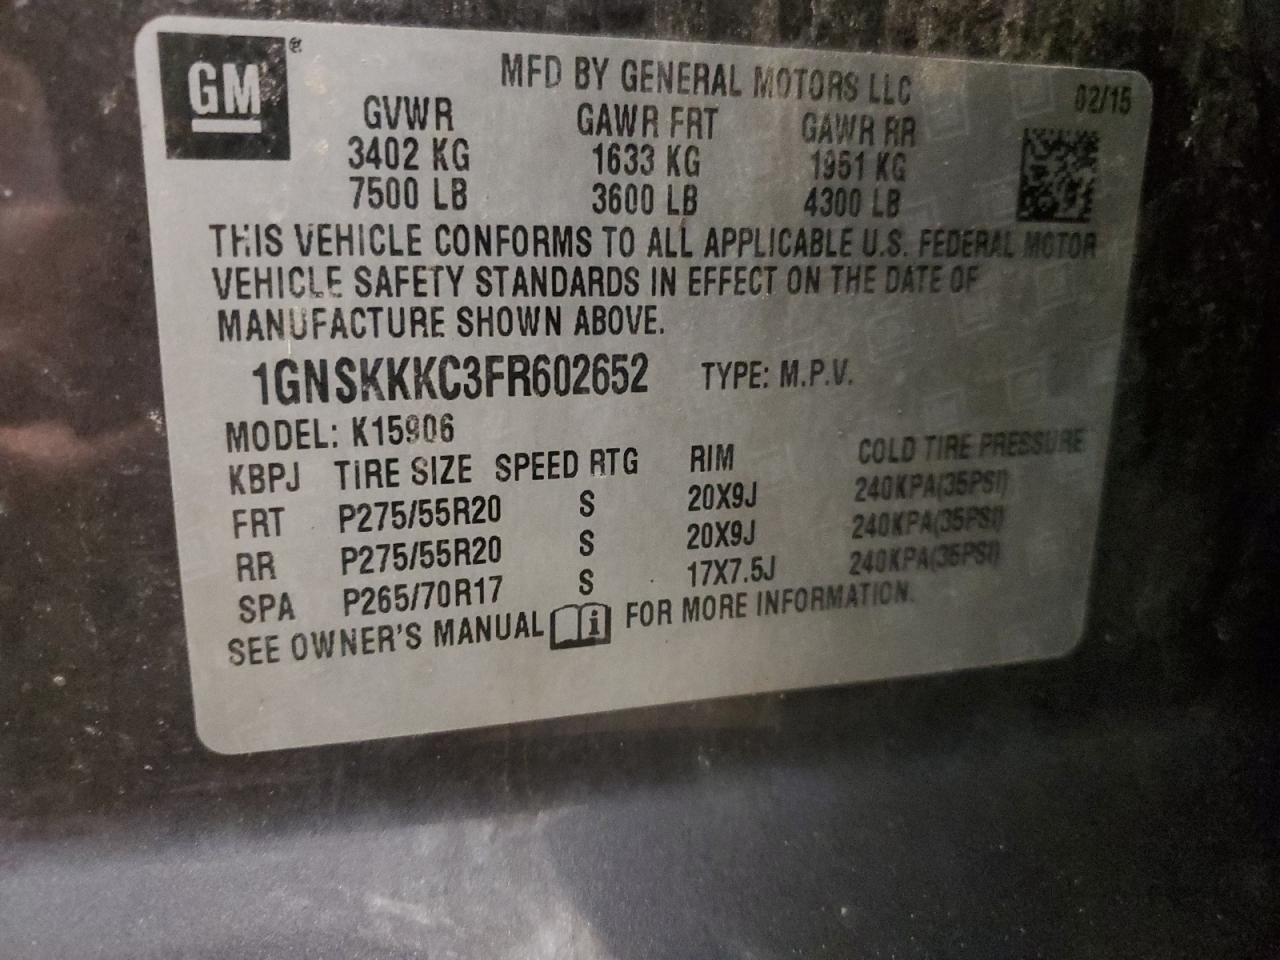 GM ®
MFD BY GENERAL MOTORS LLC 02/15
GVWR GAWR FRT GAWR RR
3402 KG 1633 KG 1951 KG
7500 LB 3600 LB 4300 LB
THIS VEHICLE CONFORMS TO ALL APPLICABLE U.S. FEDERAL MOTOR
VEHICLE SAFETY STANDARDS IN EFFECT ON THE DATE OF
MANUFACTURE SHOWN ABOVE.
1GNSKKKC3FR602652 TYPE: M.P.V.
MODEL: K15906
KBPJ TIRE SIZE SPEED RTG RIM COLD TIRE PRESSURE
FRT P275/55R20 S 20X9J 240KPA(35PSI)
RR P275/55R20 S 20X9J 240KPA(35PSI)
SPA P265/70R17 S 17X7.5J 240KPA(35PSI)
SEE OWNER'S MANUAL i FOR MORE INFORMATION.